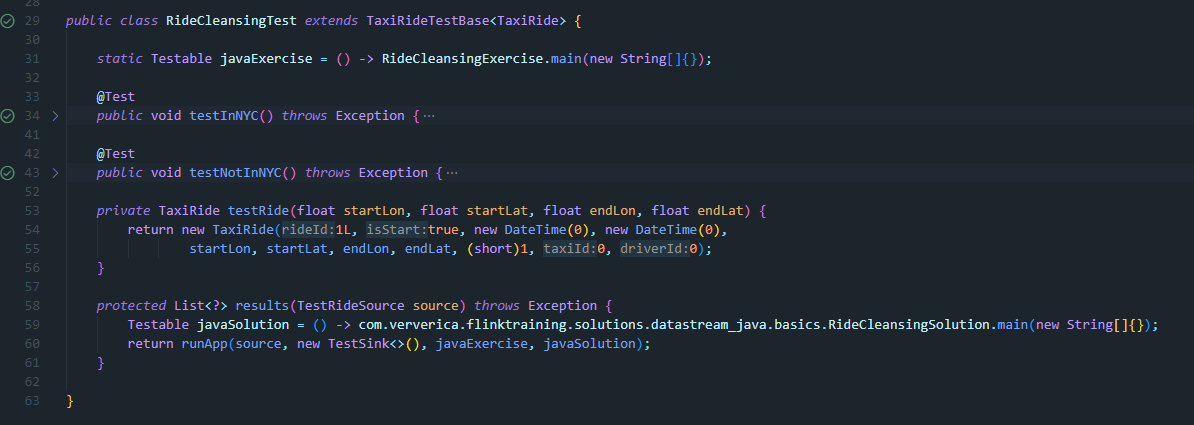 28
29 public class RideCleansingTest extends TaxiRideTestBase<TaxiRide> {
30
31 static Testable javaExercise = () -> RideCleansingExercise.main(new String[]{});
32
33 @Test
34 public void testInNYC() throws Exception {···
41
42 @Test
43 public void testNotInNYC() throws Exception {···
52
53 private TaxiRide testRide(float startLon, float startLat, float endLon, float endLat) {
54 return new TaxiRide(rideId:1L, isStart:true, new DateTime(0), new DateTime(0),
55 startLon, startLat, endLon, endLat, (short)1, taxiId:0, driverId:0);
56 }
57
58 protected List<?> results(TestRideSource source) throws Exception {
59 Testable javaSolution = () -> com.ververica.flinktraining.solutions.datastream_java.basics.RideCleansingSolution.main(new String[]{});
60 return runApp(source, new TestSink<>(), javaExercise, javaSolution);
61 }
62
63 }